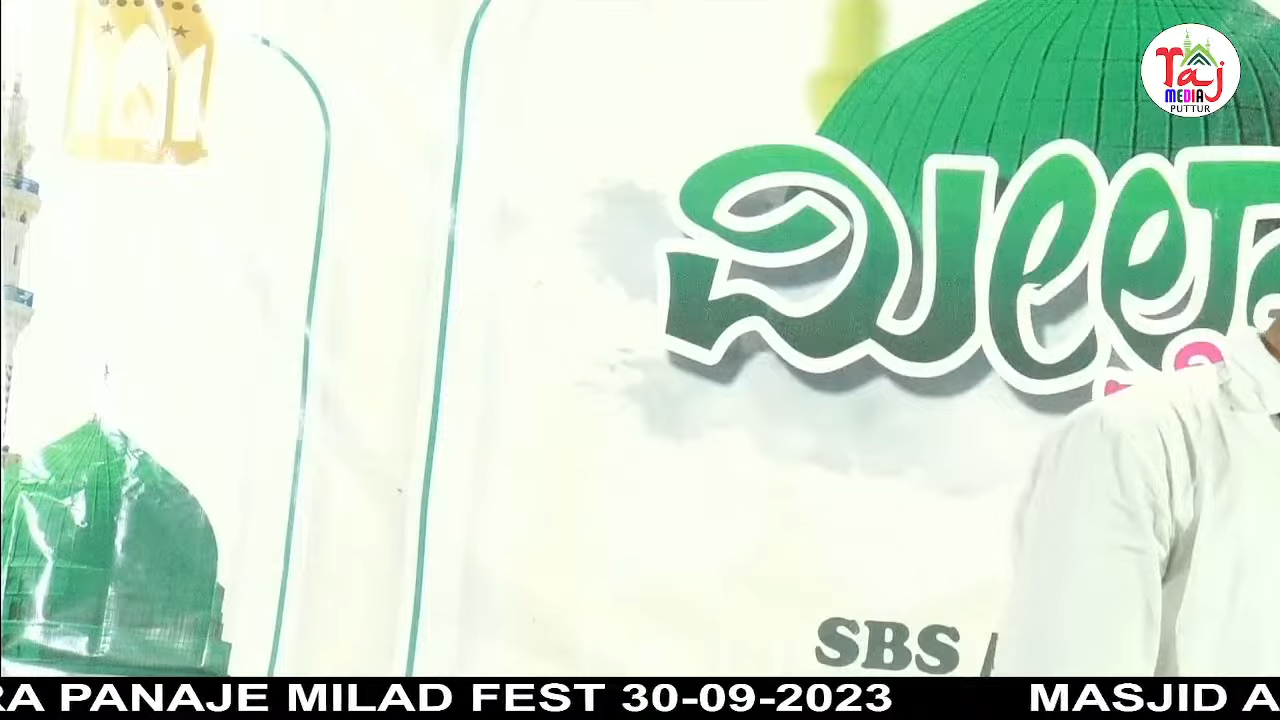 Taj
MEDIA
PUTTUR
ಮೀಲಾ
SBS
RA PANAJE MILAD FEST 30-09-2023 MASJID A